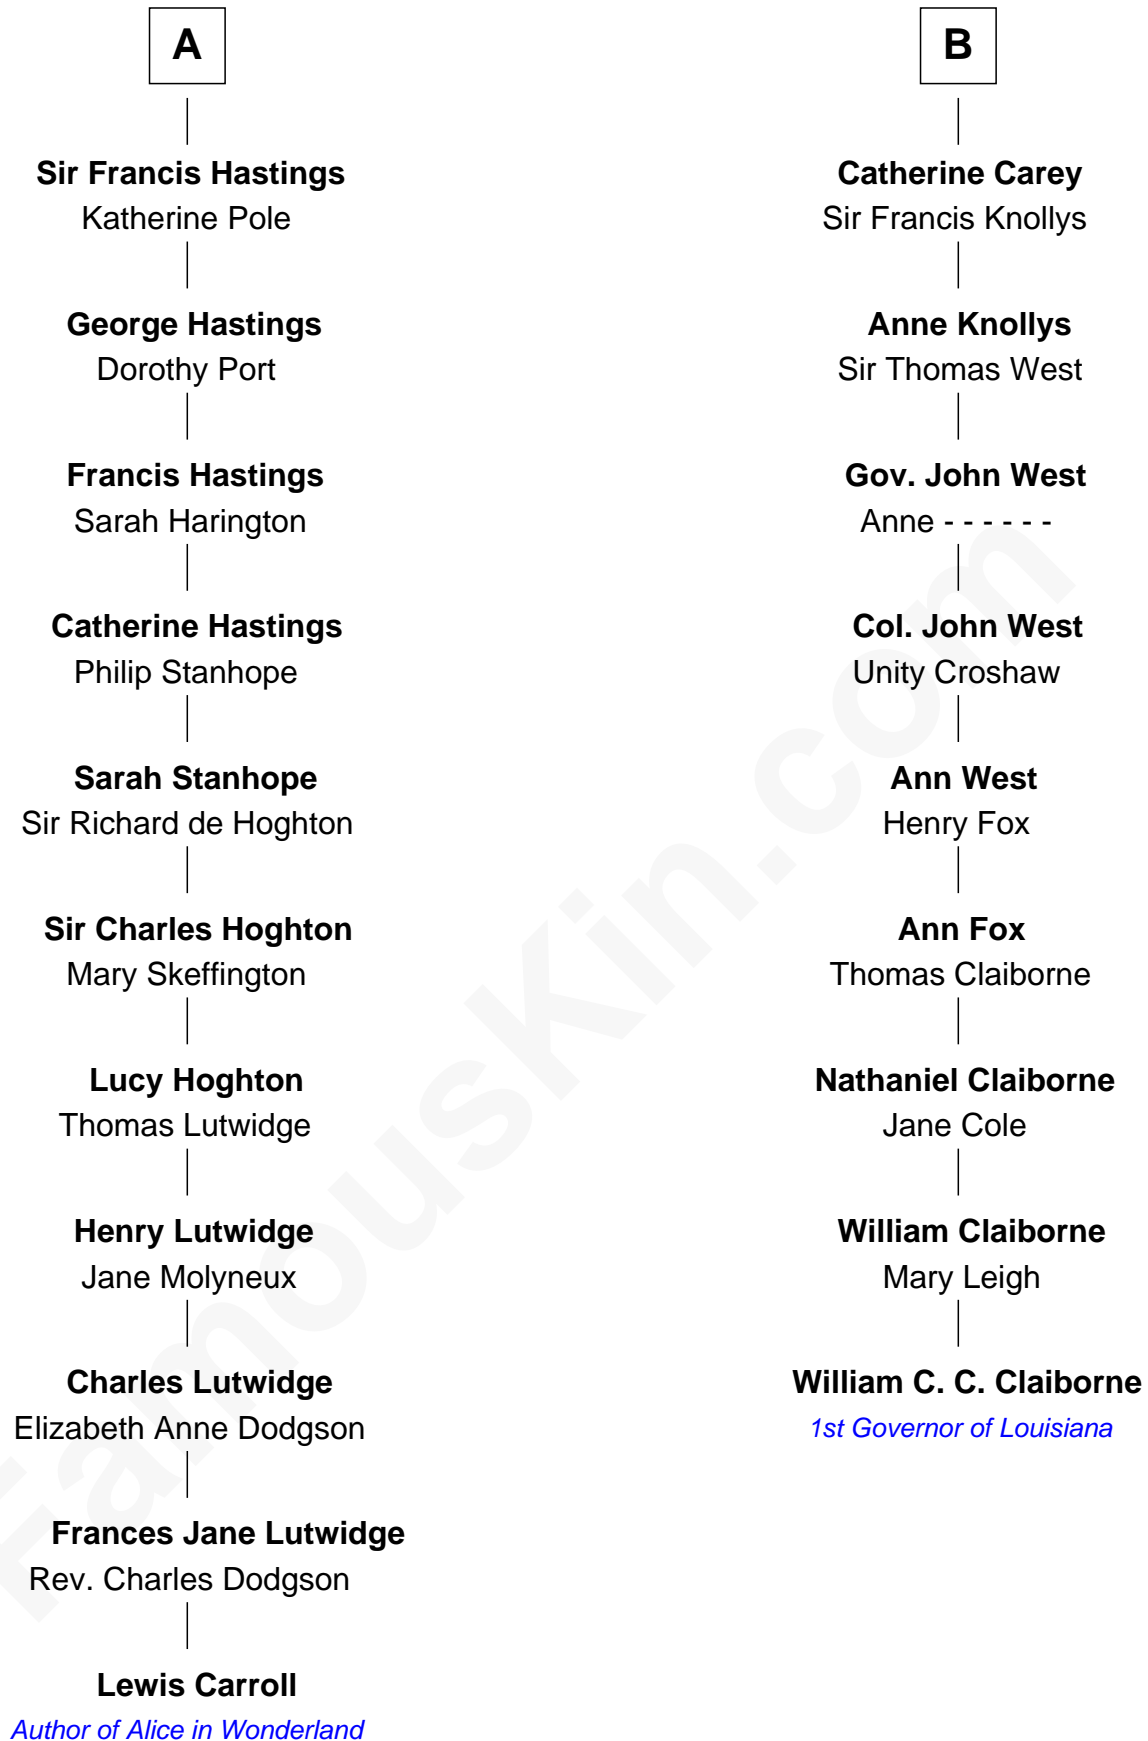 A
Sir Francis Hastings
Katherine Pole
George Hastings
Dorothy Port
Francis Hastings
Sarah Harington
Catherine Hastings
Philip Stanhope
Sarah Stanhope
Sir Richard de Hoghton
Sir Charles Hoghton
Mary Skeffington
Lucy Hoghton
Thomas Lutwidge
Henry Lutwidge
Jane Molyneux
Charles Lutwidge
Elizabeth Anne Dodgson
Frances Jane Lutwidge
Rev. Charles Dodgson
Lewis Carroll
Author of Alice in Wonderland
B
Catherine Carey
Sir Francis Knollys
Anne Knollys
Sir Thomas West
Gov. John West
Anne - - - - - -
Col. John West
Unity Croshaw
Ann West
Henry Fox
Ann Fox
Thomas Claiborne
Nathaniel Claiborne
Jane Cole
William Claiborne
Mary Leigh
William C. C. Claiborne
1st Governor of Louisiana
FamousKin.com